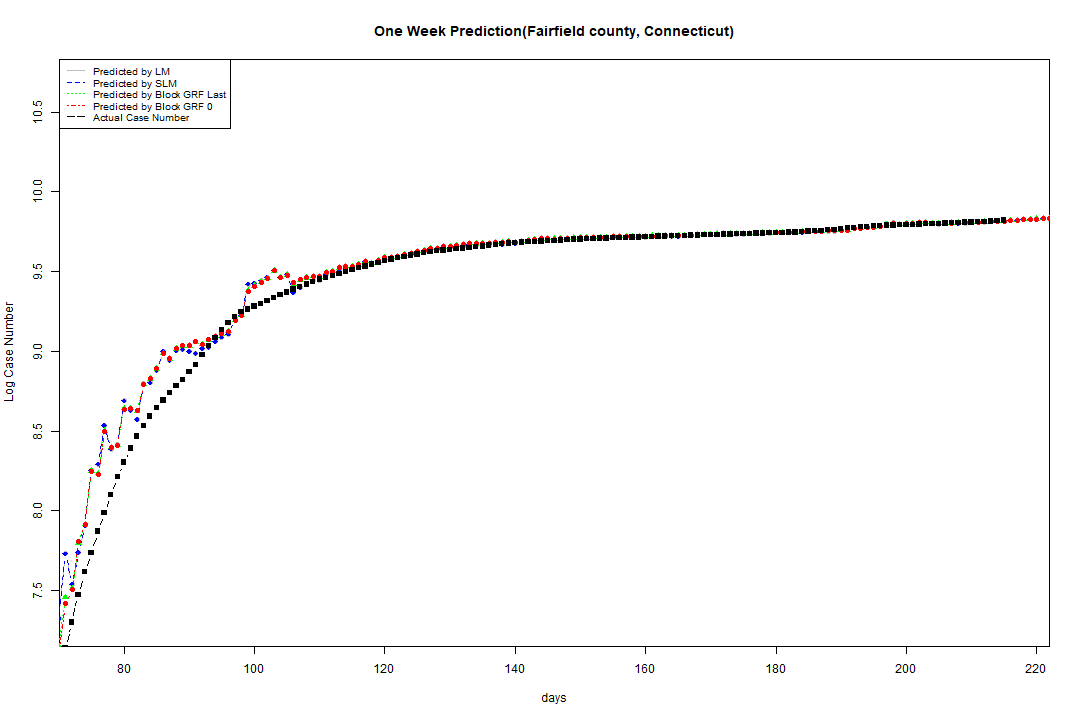 One Week Prediction(Fairfield county, Connecticut)
Predicted by LM
Predicted by SLM
Predicted by Block GRF Last
Predicted by Block GRF 0
Actual Case Number
10.5
10.0
9.5
9.0
8.5
8.0
7.5
Log Case Number
80 100 120 140 160 180 200 220
days